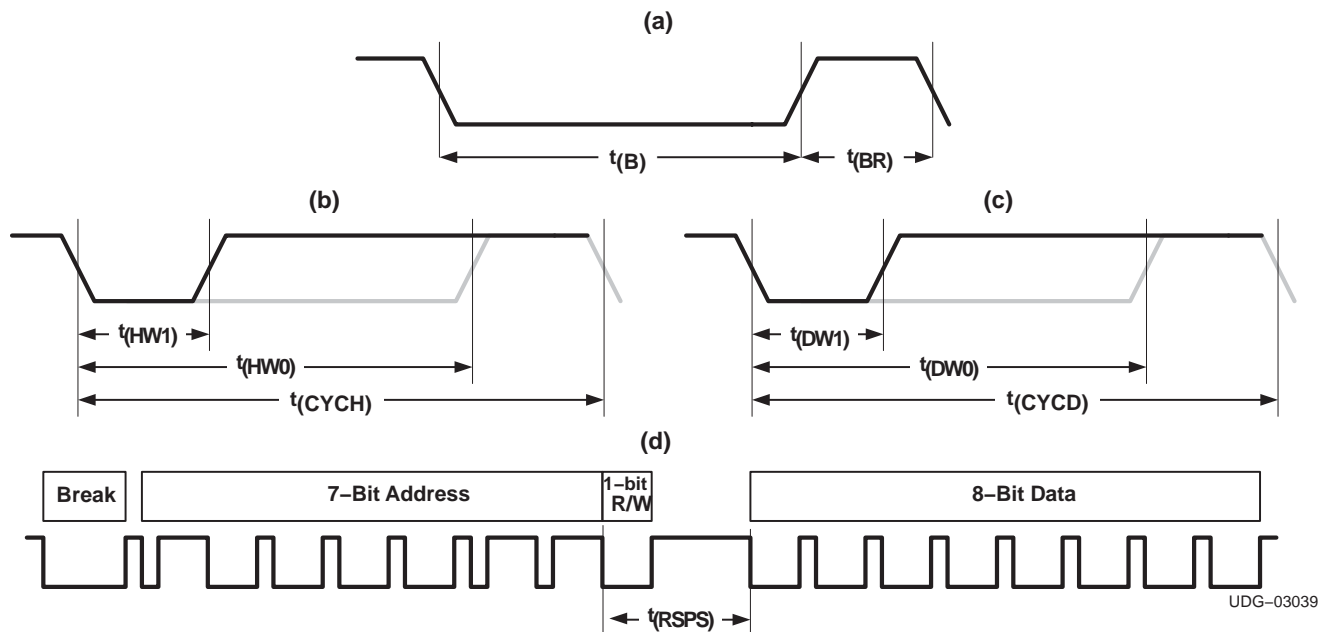 (a)
t(B)
t(BR)
(b)
(c)
t(HW1)
t(DW1)
t(HW0)
t(DW0)
t(CYCH)
t(CYCD)
(d)
Break
7–Bit Address
1–bit
R/W
8–Bit Data
t(RSPS)
UDG–03039